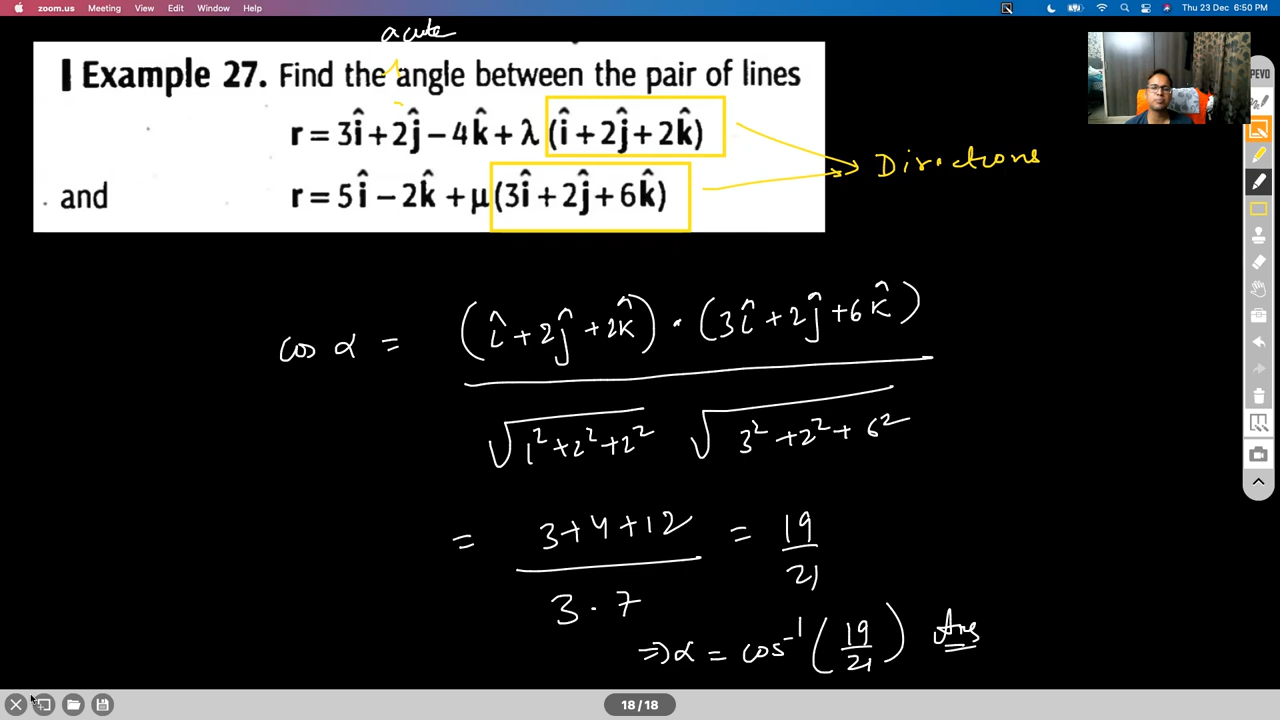 zoom.us Meeting View Edit Window Help Thu 23 Dec 6:50 PM
acute
Example 27. Find the angle between the pair of lines
r = 3î + 2ĵ – 4k̂ + λ (î + 2ĵ + 2k̂)
Directions
and r = 5î – 2k̂ + μ(3î + 2ĵ + 6k̂)
cos α = (î + 2ĵ + 2k̂) · (3î + 2ĵ + 6k̂)
√1² + 2² + 2² √3² + 2² + 6²
= 3+4+12 = 19
3 · 7 21
⇒ α = cos⁻¹ (19/21) Ans
18 / 18